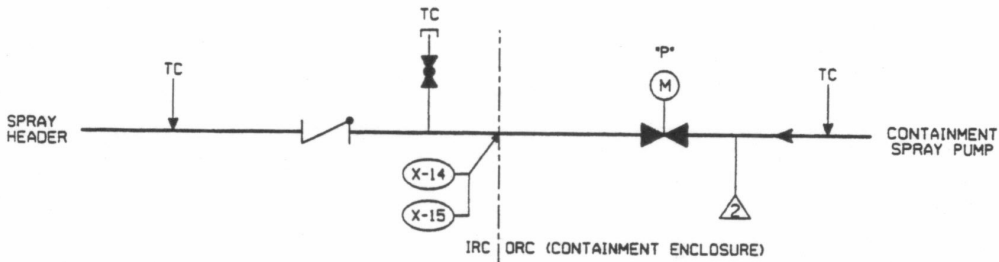 TC
"P"
TC
M
TC
SPRAY
HEADER
CONTAINMENT
SPRAY PUMP
X-14
X-15
2
IRC ORC (CONTAINMENT ENCLOSURE)